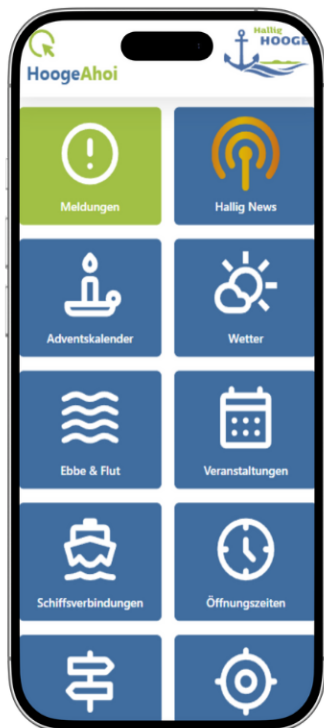 HoogeAhoi
Hallig
HOOGE
Meldungen
Hallig News
Adventskalender
Wetter
Ebbe & Flut
Veranstaltungen
Schiffsverbindungen
Öffnungszeiten